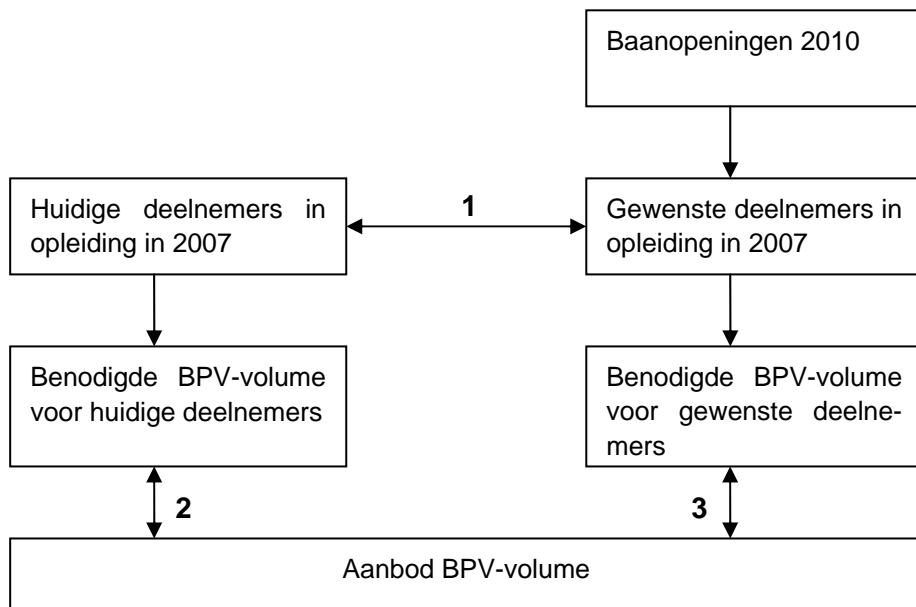 Baanopeningen 2010
Huidige deelnemers in
opleiding in 2007
1
Gewenste deelnemers in
opleiding in 2007
Benodigde BPV-volume
voor huidige deelnemers
Benodigde BPV-volume
voor gewenste deelne-
mers
2
3
Aanbod BPV-volume